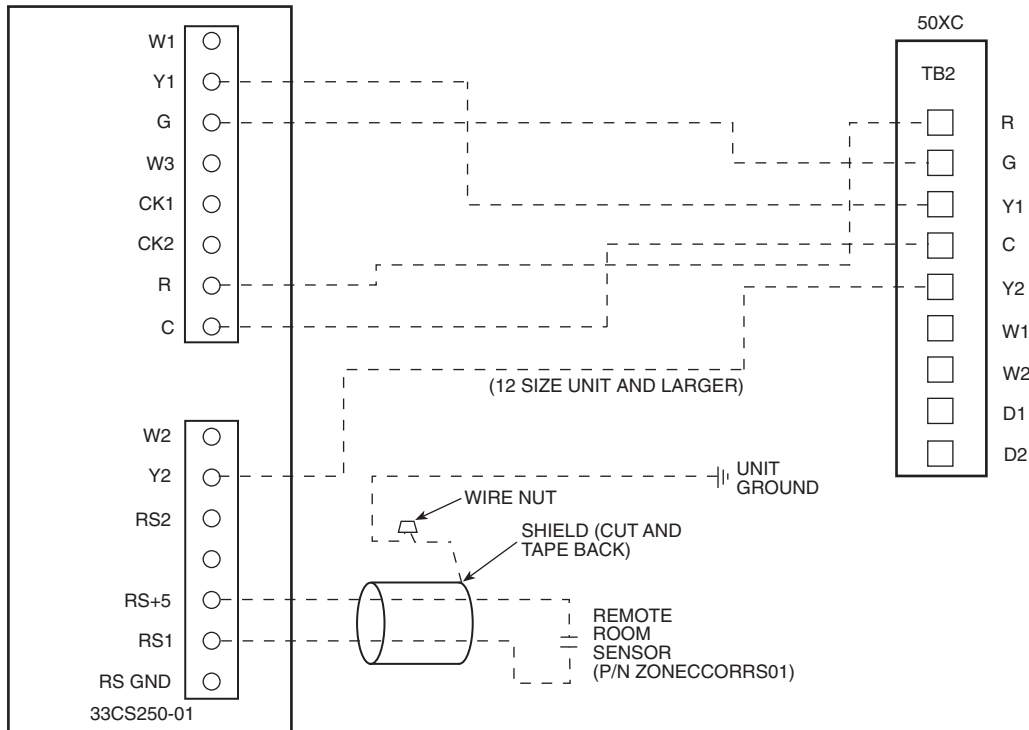 W1
Y1
G
W3
CK1
CK2
R
C
W2
Y2
RS2
RS+5
RS1
RS GND
33CS250-01
(12 SIZE UNIT AND LARGER)
UNIT
GROUND
WIRE NUT
SHIELD (CUT AND
TAPE BACK)
REMOTE
ROOM
SENSOR
(P/N ZONECCORRS01)
50XC
TB2
R
G
Y1
C
Y2
W1
W2
D1
D2